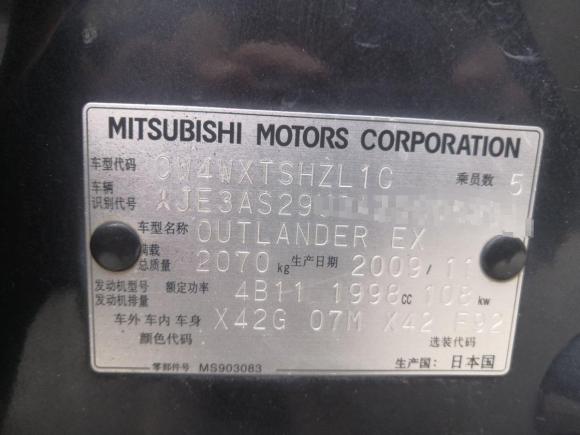 MITSUBISHI MOTORS CORPORATION
车型代码 CW4WXTSHZL1G 乘员数 5
车辆识别代号 *JE3AS29
车型名称 OUTLANDER EX
满载总质量 2070 kg 生产日期 2009/11
发动机型号 发动机排量 额定功率 4B11 1998 cc 108 kw
车外 车内 车身 颜色代码 X42G 07M X42 F92 选装代码
零部件号 MS903083 生产国: 日本国